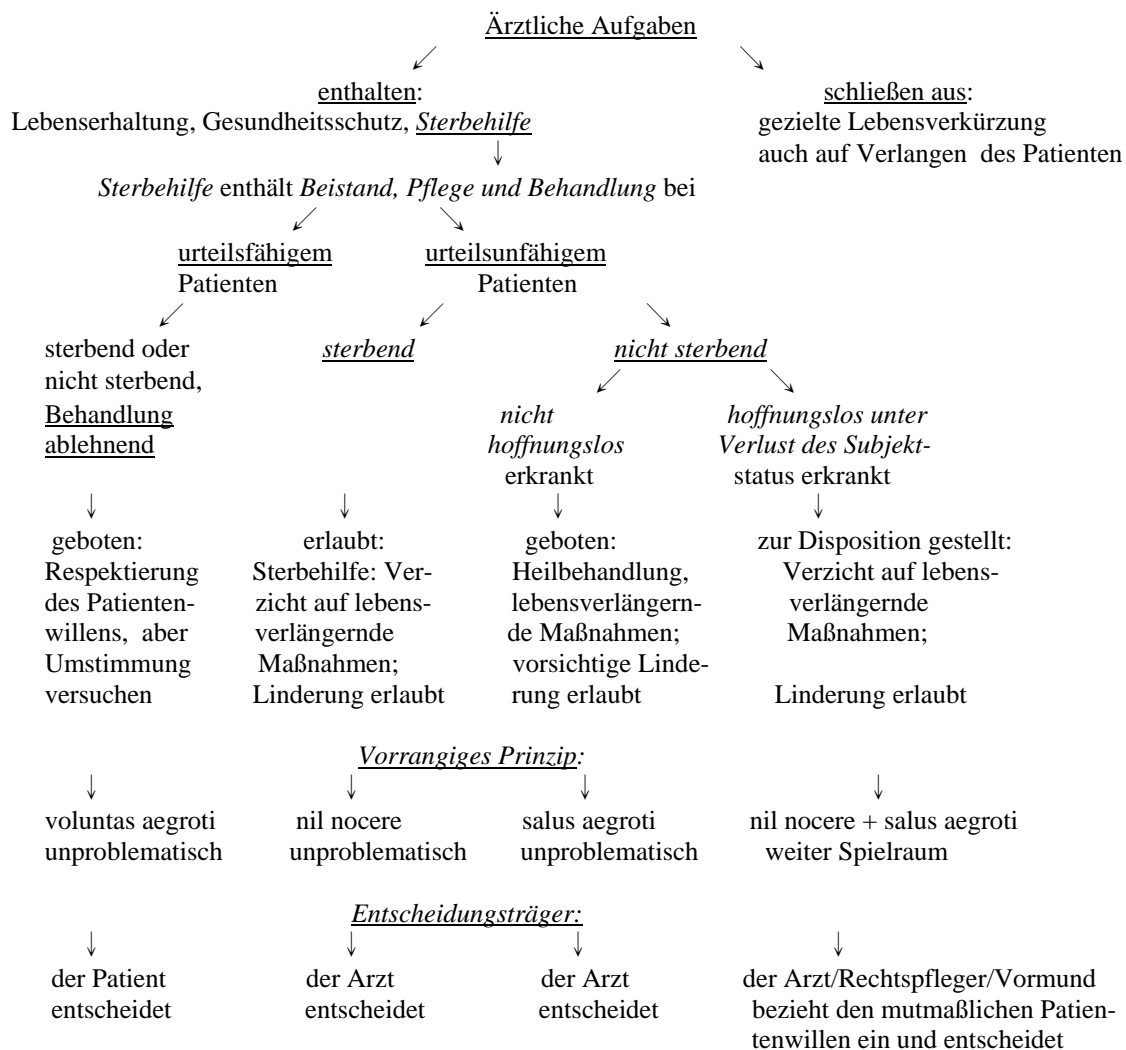 Ärztliche Aufgaben
enthalten: schließen aus:
Lebenserhaltung, Gesundheitsschutz, Sterbehilfe gezielte Lebensverkürzung
auch auf Verlangen des Patienten
Sterbehilfe enthält Beistand, Pflege und Behandlung bei
urteilsfähigem urteilsunfähigem
Patienten Patienten
sterbend oder sterbend nicht sterbend
nicht sterbend,
Behandlung nicht hoffnungslos unter
ablehnend hoffnungslos Verlust des Subjekt-
erkrankt status erkrankt
geboten: erlaubt: geboten: zur Disposition gestellt:
Respektierung Sterbehilfe: Ver- Heilbehandlung, Verzicht auf lebens-
des Patienten- zicht auf lebens- lebensverlängern- verlängernde
willens, aber verlängernde de Maßnahmen; Maßnahmen;
Umstimmung Maßnahmen; vorsichtige Linde-
versuchen Linderung erlaubt rung erlaubt Linderung erlaubt
Vorrangiges Prinzip:
voluntas aegroti nil nocere salus aegroti nil nocere + salus aegroti
unproblematisch unproblematisch unproblematisch weiter Spielraum
Entscheidungsträger:
der Patient der Arzt der Arzt der Arzt/Rechtspfleger/Vormund
entscheidet entscheidet entscheidet bezieht den mutmaßlichen Patien-
tenwillen ein und entscheidet